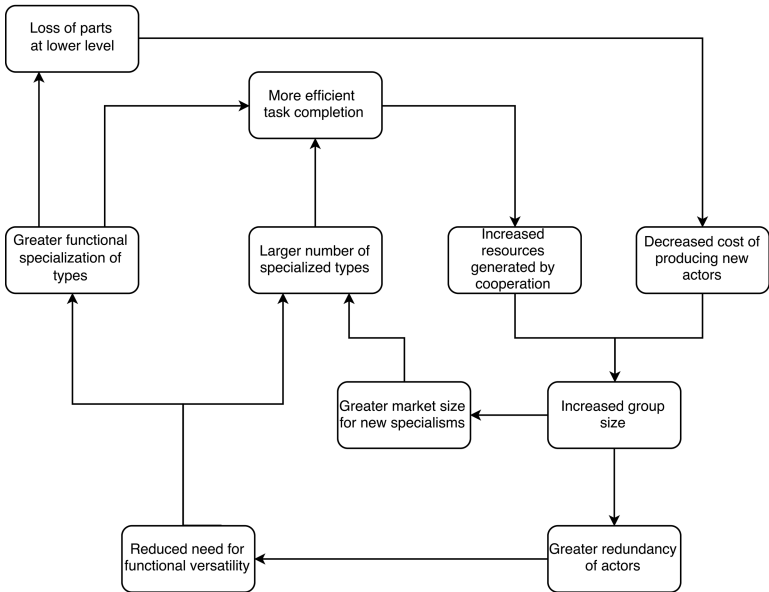 Loss of parts
at lower level
More efficient
task completion
Greater functional
specialization of
types
Larger number of
specialized types
Increased
resources
generated by
cooperation
Decreased cost of
producing new
actors
Greater market size
for new specialisms
Increased group
size
Reduced need for
functional versatility
Greater redundancy
of actors